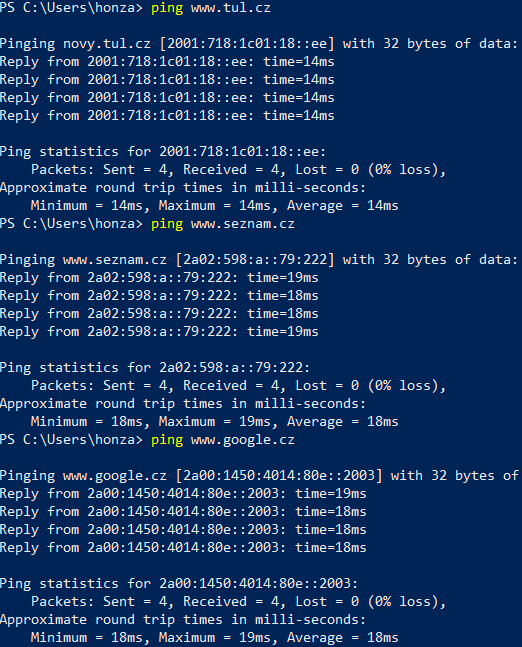 PS C:\Users\honza> ping www.tul.cz
Pinging novy.tul.cz [2001:718:1c01:18::ee] with 32 bytes of data:
Reply from 2001:718:1c01:18::ee: time=14ms
Reply from 2001:718:1c01:18::ee: time=14ms
Reply from 2001:718:1c01:18::ee: time=14ms
Reply from 2001:718:1c01:18::ee: time=14ms
Ping statistics for 2001:718:1c01:18::ee:
    Packets: Sent = 4, Received = 4, Lost = 0 (0% loss),
Approximate round trip times in milli-seconds:
    Minimum = 14ms, Maximum = 14ms, Average = 14ms
PS C:\Users\honza> ping www.seznam.cz
Pinging www.seznam.cz [2a02:598:a::79:222] with 32 bytes of data:
Reply from 2a02:598:a::79:222: time=19ms
Reply from 2a02:598:a::79:222: time=18ms
Reply from 2a02:598:a::79:222: time=18ms
Reply from 2a02:598:a::79:222: time=19ms
Ping statistics for 2a02:598:a::79:222:
    Packets: Sent = 4, Received = 4, Lost = 0 (0% loss),
Approximate round trip times in milli-seconds:
    Minimum = 18ms, Maximum = 19ms, Average = 18ms
PS C:\Users\honza> ping www.google.cz
Pinging www.google.cz [2a00:1450:4014:80e::2003] with 32 bytes of
Reply from 2a00:1450:4014:80e::2003: time=19ms
Reply from 2a00:1450:4014:80e::2003: time=18ms
Reply from 2a00:1450:4014:80e::2003: time=18ms
Reply from 2a00:1450:4014:80e::2003: time=18ms
Ping statistics for 2a00:1450:4014:80e::2003:
    Packets: Sent = 4, Received = 4, Lost = 0 (0% loss),
Approximate round trip times in milli-seconds:
    Minimum = 18ms, Maximum = 19ms, Average = 18ms